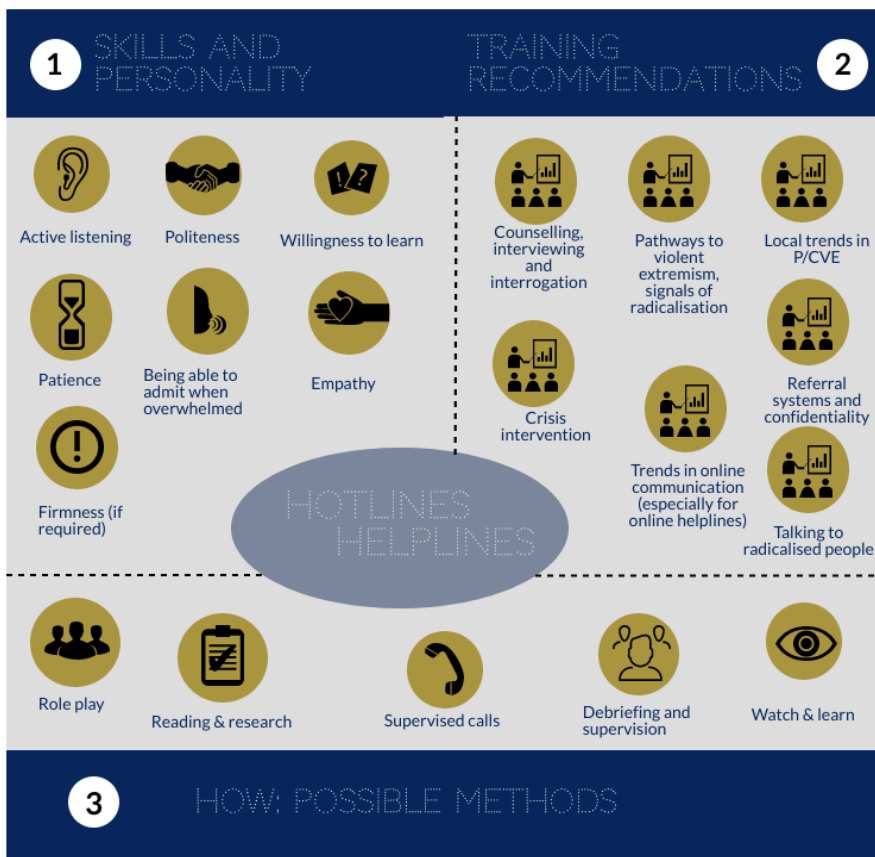 1
SKILLS AND
PERSONALITY
TRAINING
RECOMMENDATIONS
2
Active listening
Politeness
! ?
Willingness to learn
Patience
Being able to
admit when
overwhelmed
Empathy
!
Firmness (if
required)
Counselling,
interviewing
and
interrogation
Pathways to
violent
extremism,
signals of
radicalisation
Local trends in
P/CVE
Crisis
intervention
Trends in online
communication
(especially for
online helplines)
Referral
systems and
confidentiality
Talking to
radicalised people
HOTLINES
HELPLINES
Role play
Reading & research
Supervised calls
Debriefing and
supervision
Watch & learn
3
HOW: POSSIBLE METHODS